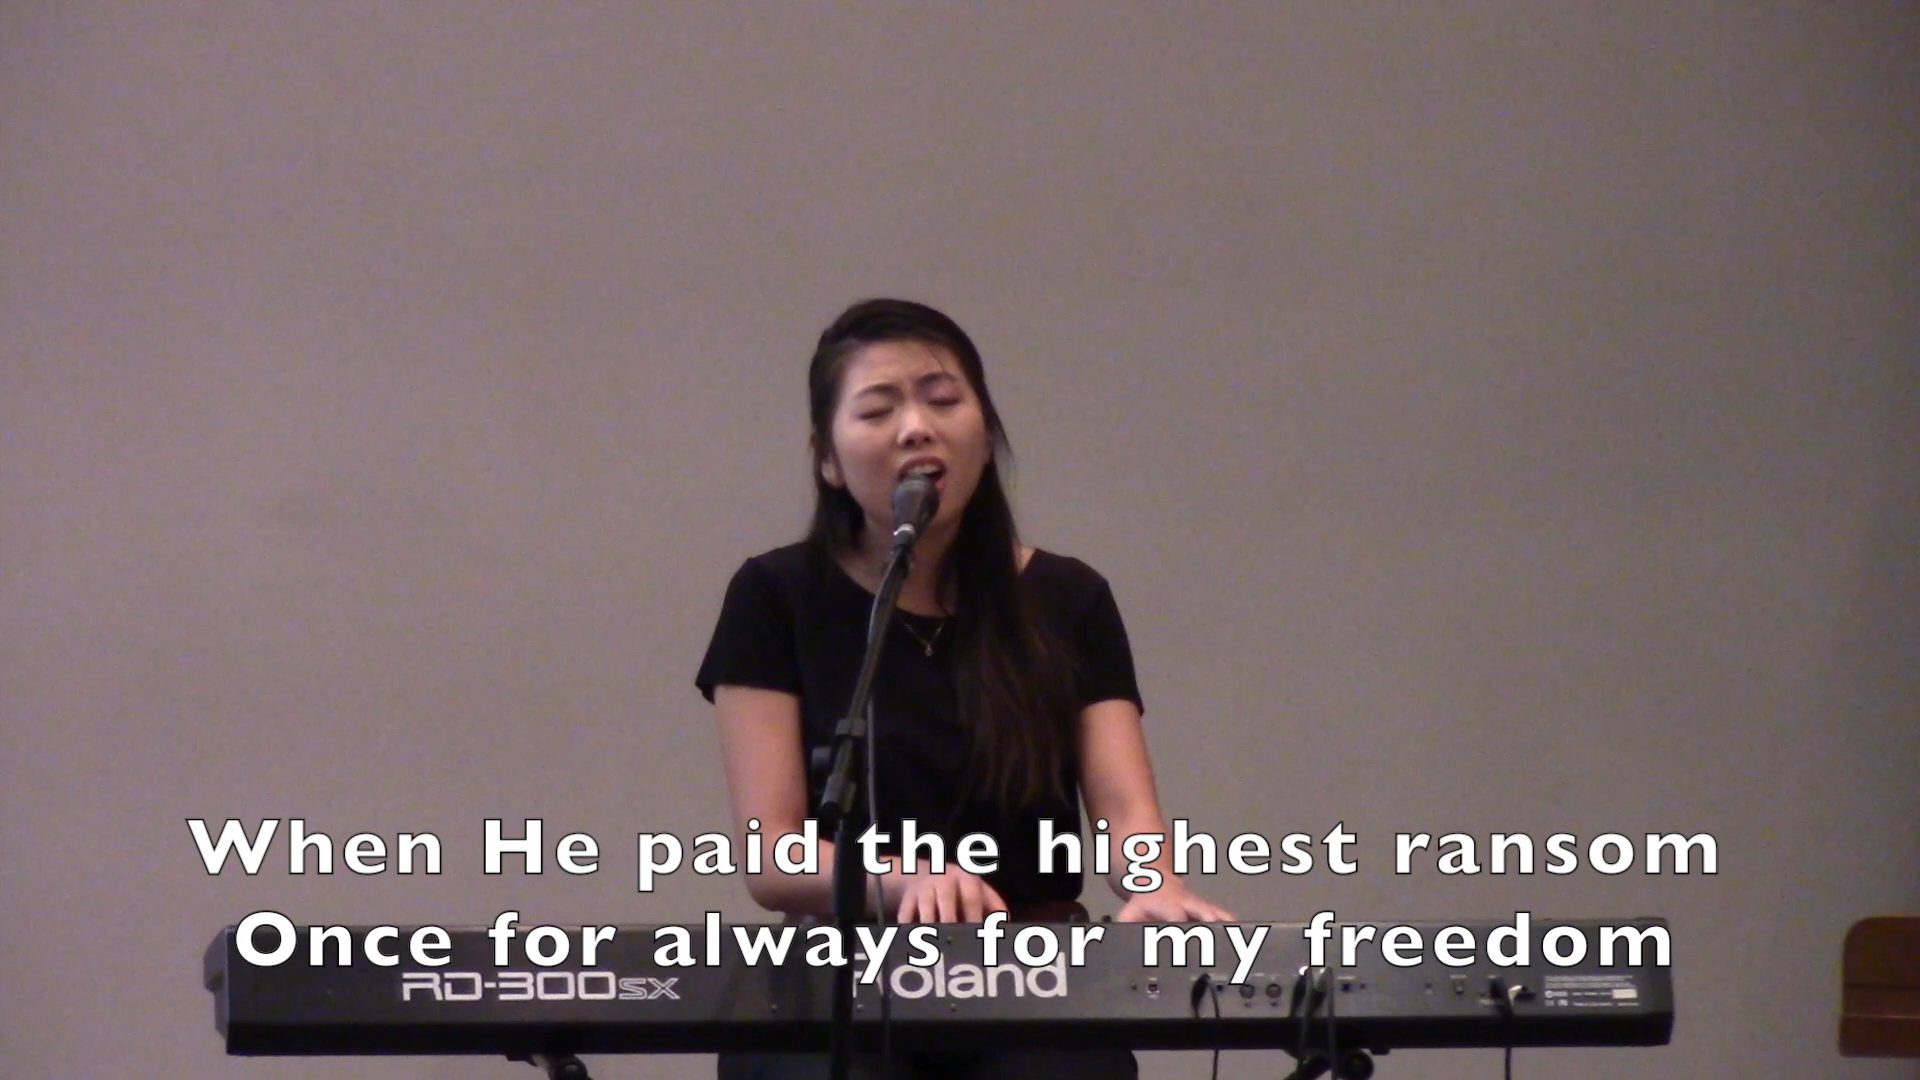 When He paid the highest ransom
Once for always for my freedom
RD-300SX
Roland